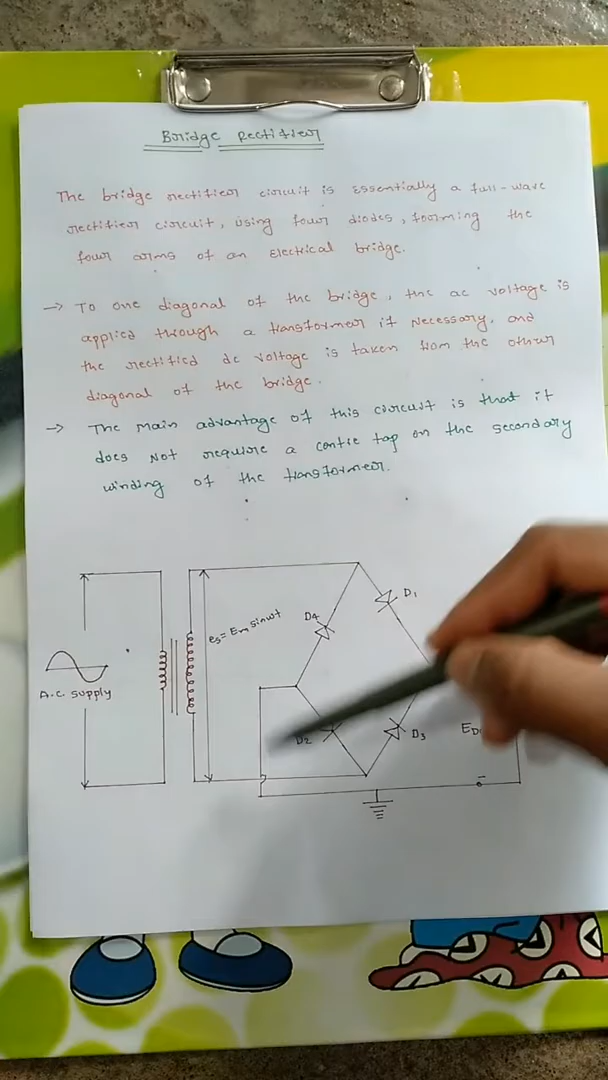 Bridge Rectifier
The bridge rectifier circuit is essentially a full-wave
rectifier circuit, using four diodes, forming the
four arms of an electrical bridge.
→ To one diagonal of the bridge, the ac voltage is
applied through a transformer if necessary, and
the rectified dc voltage is taken from the other
diagonal of the bridge.
→ The main advantage of this circuit is that it
does not require a centre tap on the secondary
winding of the transformer.
A.C. supply
es = Em sinωt
D4
D1
D2
D3
-